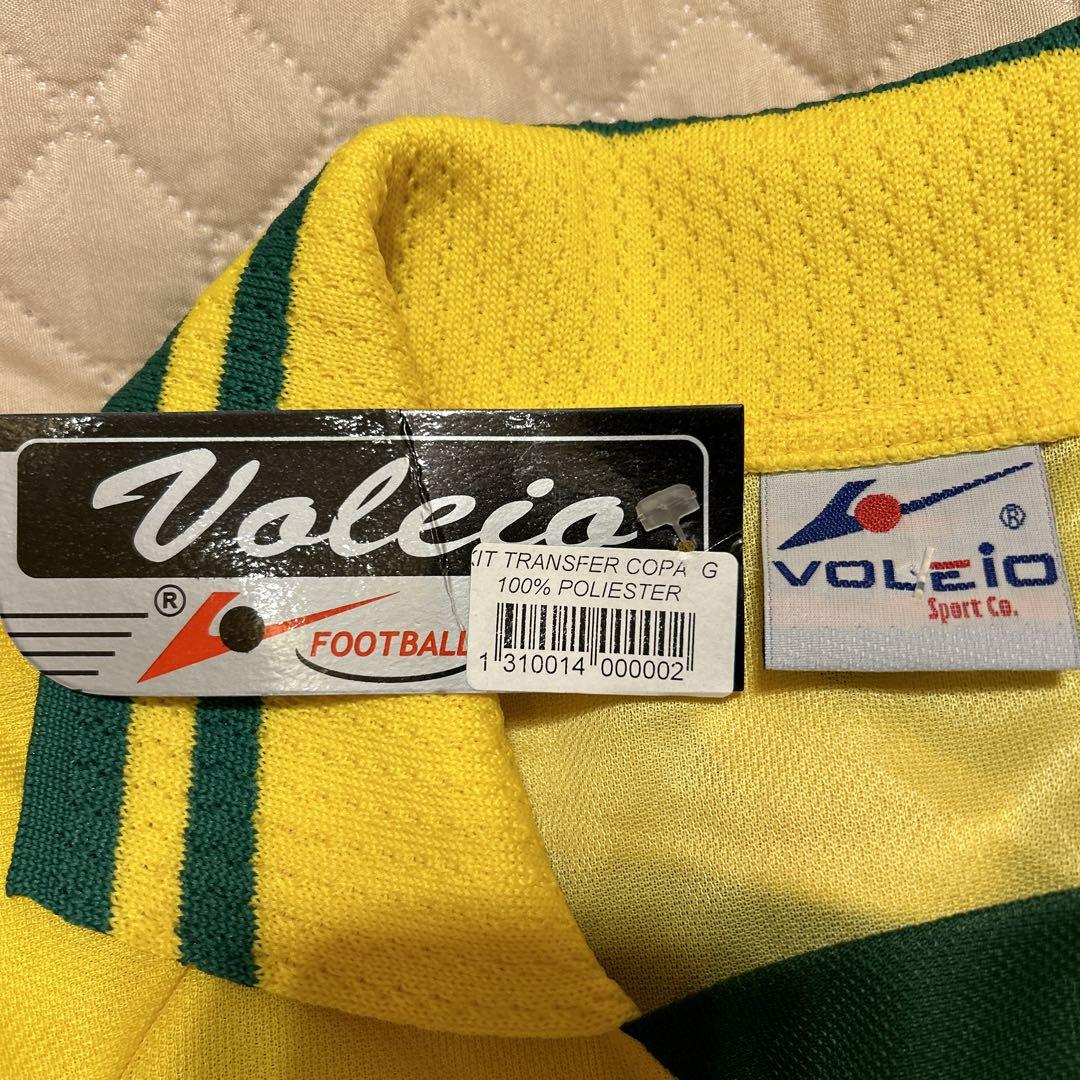 Voleio
®
FOOTBALL
KIT TRANSFER COPA G
100% POLIESTER
1 310014 000002
®
VOLEiO
Sport Co.